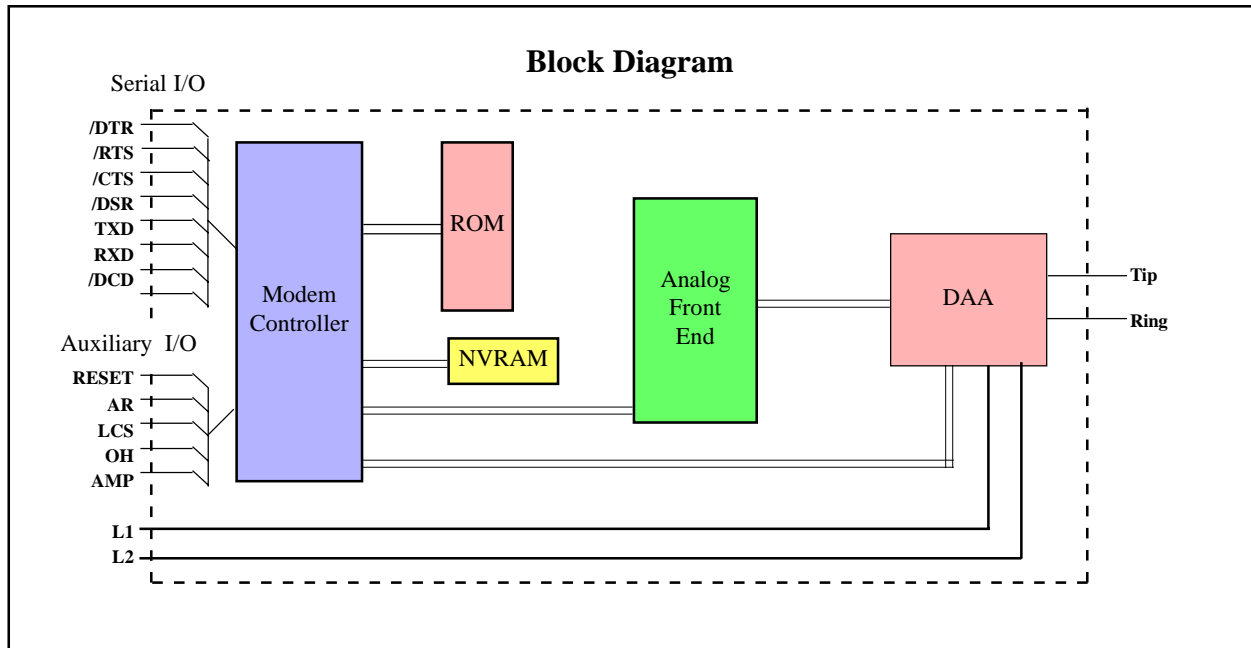 Block Diagram
Serial I/O
/DTR
/RTS
/CTS
/DSR
TXD
RXD
/DCD
Auxiliary I/O
RESET
AR
LCS
OH
AMP
L1
L2
Modem
Controller
ROM
NVRAM
Analog
Front
End
DAA
Tip
Ring